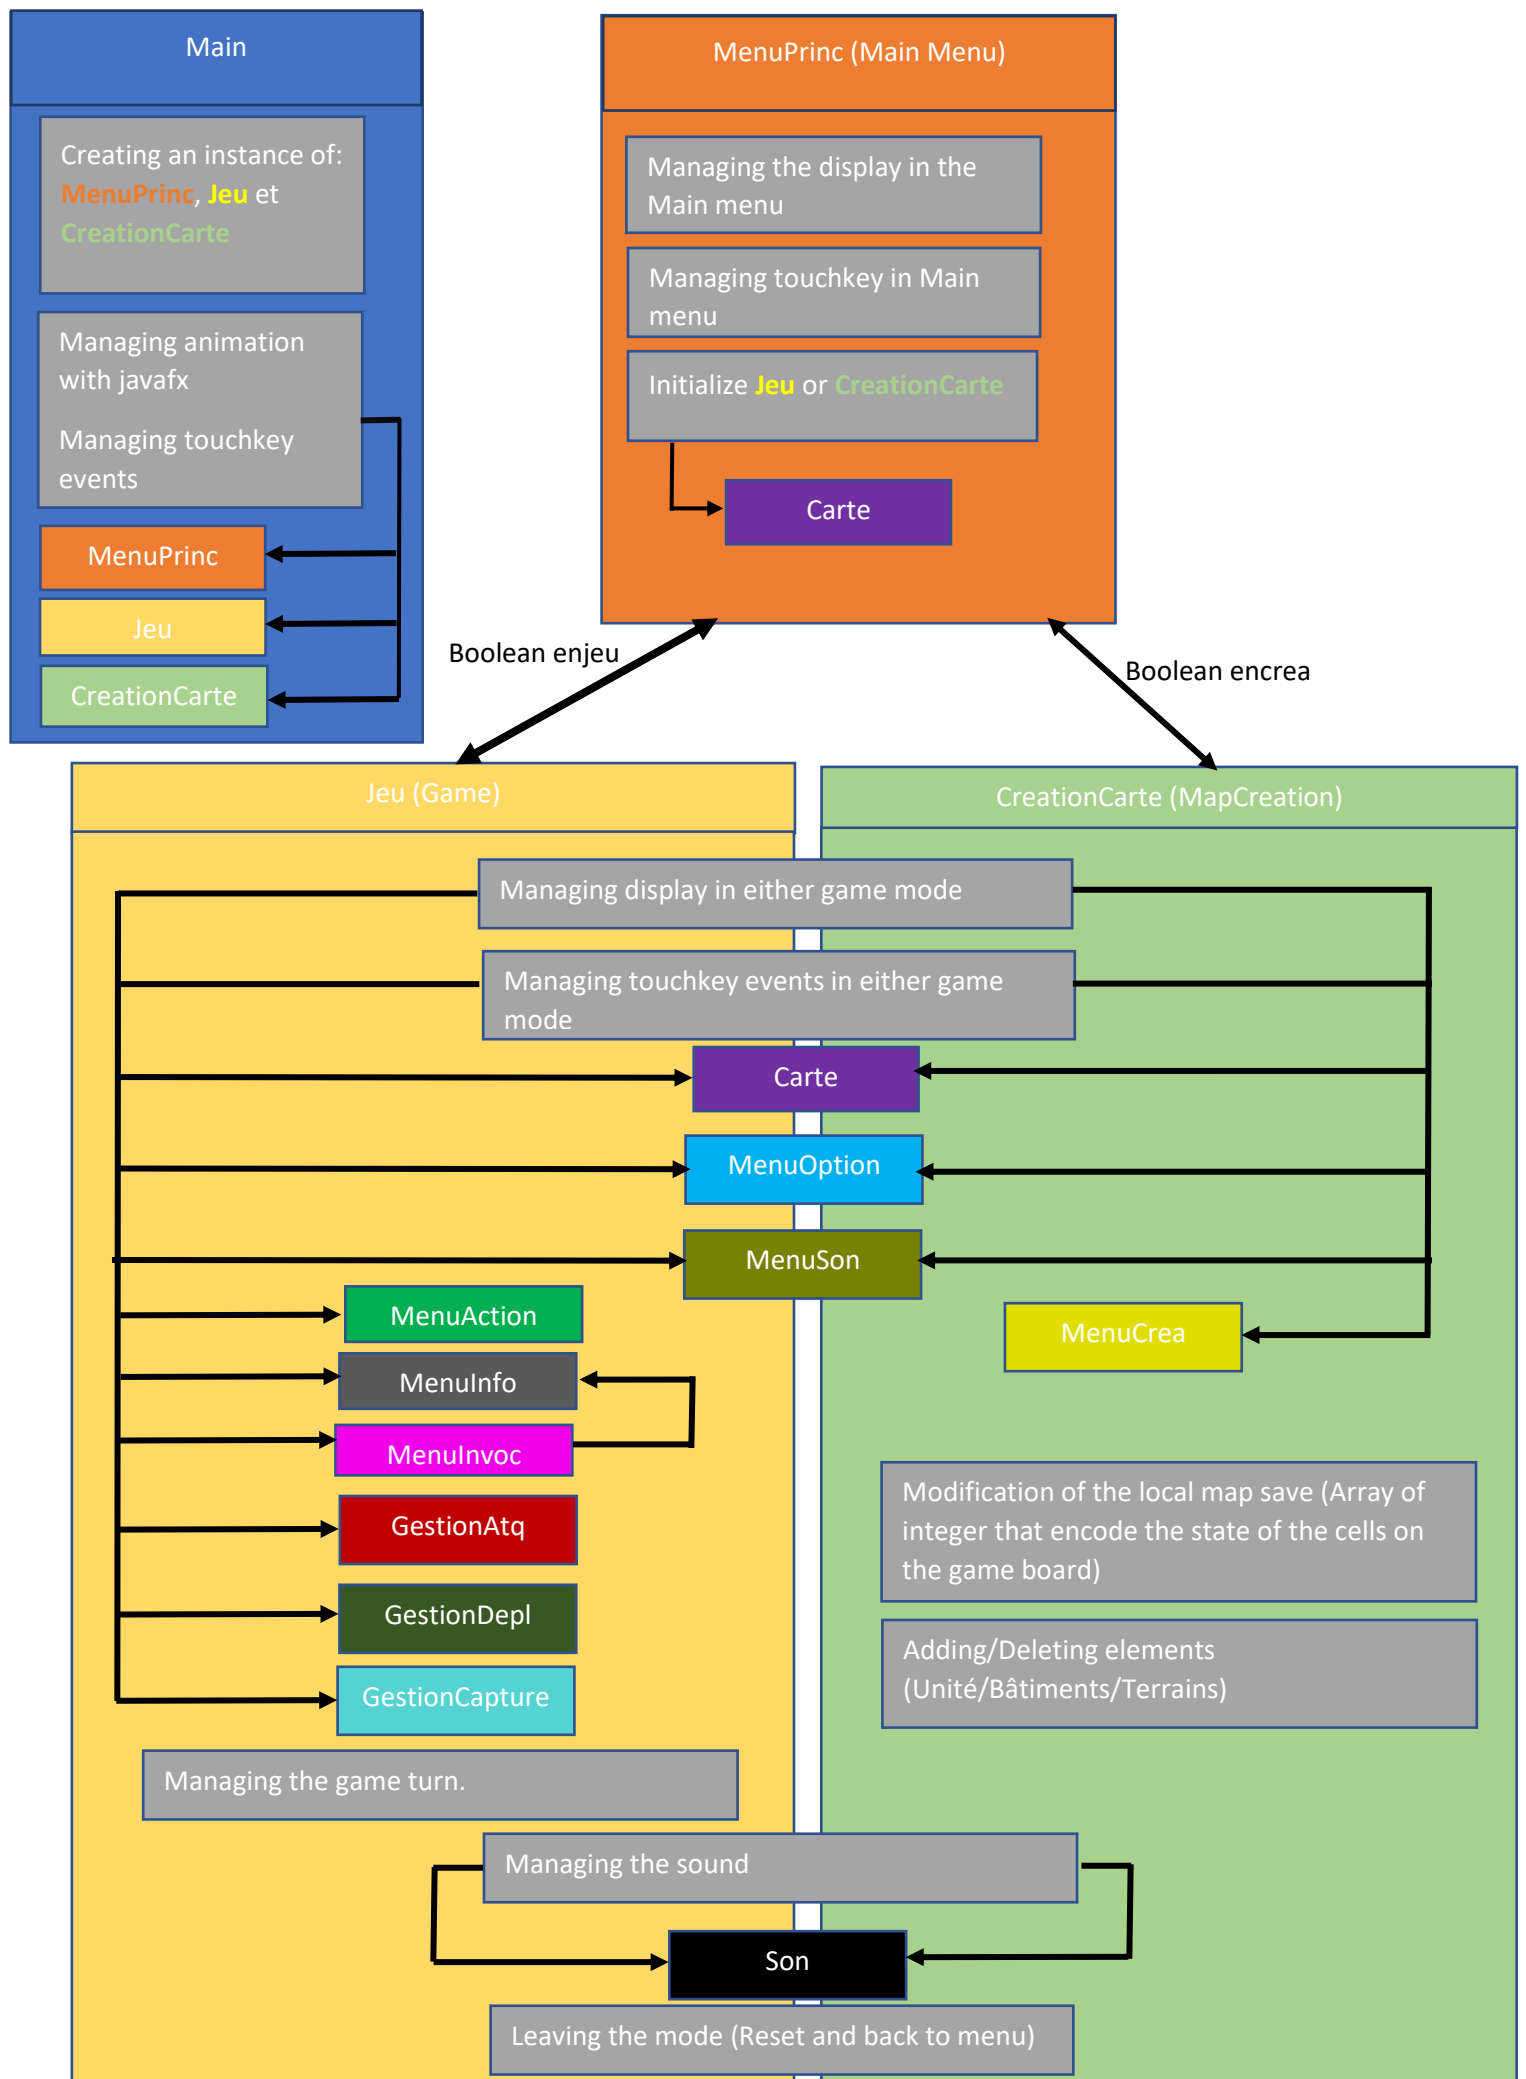 Main
Creating an instance of:
MenuPrinc, Jeu et
CreationCarte
Managing animation
with javafx
Managing touchkey
events
MenuPrinc
Jeu
CreationCarte
MenuPrinc (Main Menu)
Managing the display in the
Main menu
Managing touchkey in Main
menu
Initialize Jeu or CreationCarte
Carte
Boolean enjeu
Boolean encrea
Jeu (Game)
CreationCarte (MapCreation)
Managing display in either game mode
Managing touchkey events in either game
mode
Carte
MenuOption
MenuSon
MenuAction
MenuInfo
MenuInvoc
GestionAtq
GestionDepl
GestionCapture
MenuCrea
Modification of the local map save (Array of
integer that encode the state of the cells on
the game board)
Adding/Deleting elements
(Unité/Bâtiments/Terrains)
Managing the game turn.
Managing the sound
Son
Leaving the mode (Reset and back to menu)